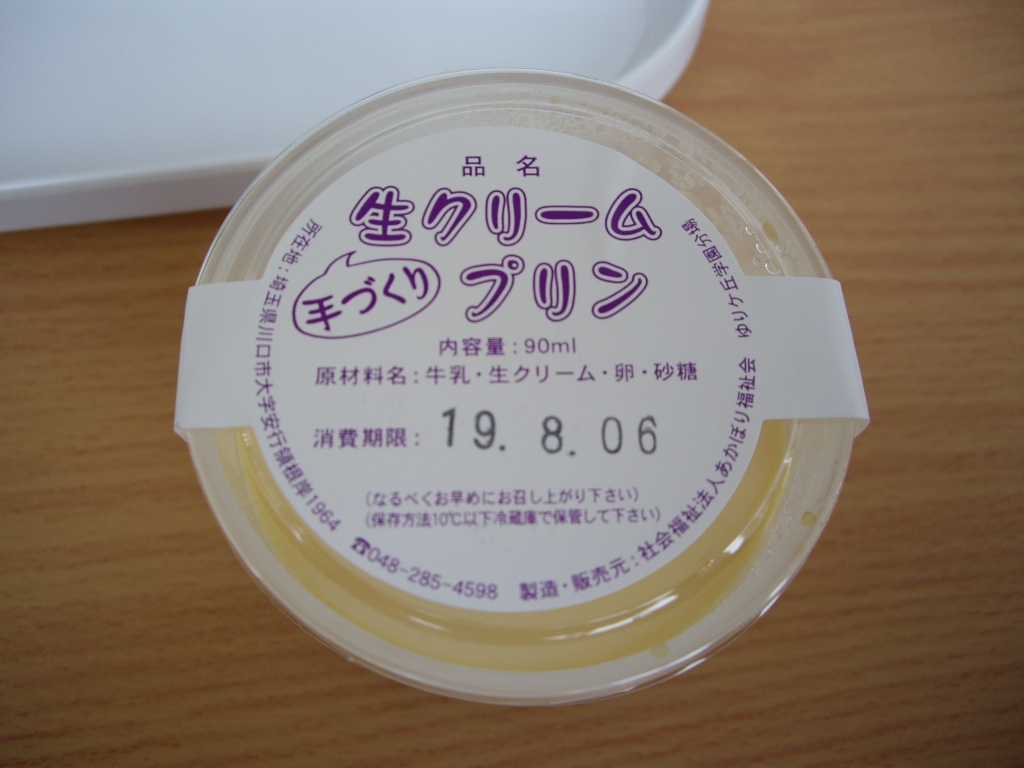 品 名
生クリーム
手づくり
プリン
内容量：90ml
原材料名：牛乳・生クリーム・卵・砂糖
消費期限：19. 8. 06
（なるべくお早めにお召し上がり下さい）
（保存方法10℃以下冷蔵庫で保管して下さい）
所在地：埼玉県川口市大字安行領根岸1964
☎048-285-4598
製造・販売元：社会福祉法人あかぼり福祉会 ゆりケ丘学園分場